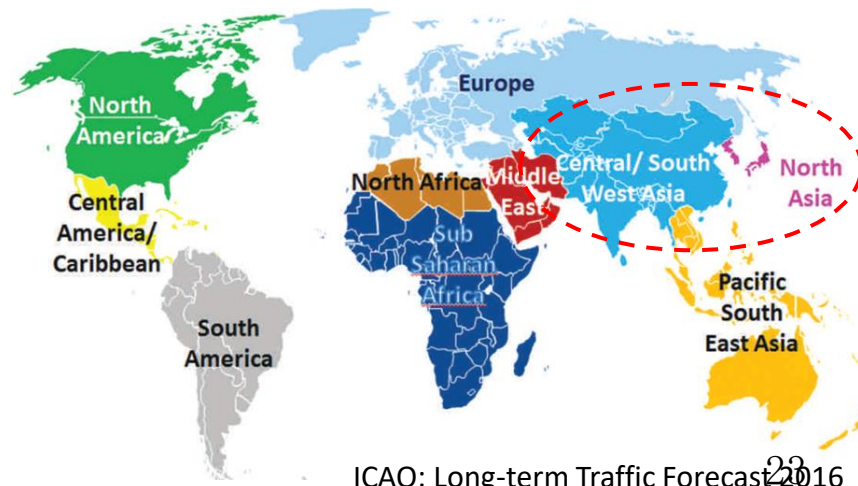 Europe
North
America
North Africa
Middle
East
Central/ South
West Asia
North
Asia
Central
America/
Caribbean
Sub
Saharan
Africa
Pacific
South
East Asia
South
America
ICAO: Long-term Traffic Forecast 2016
23